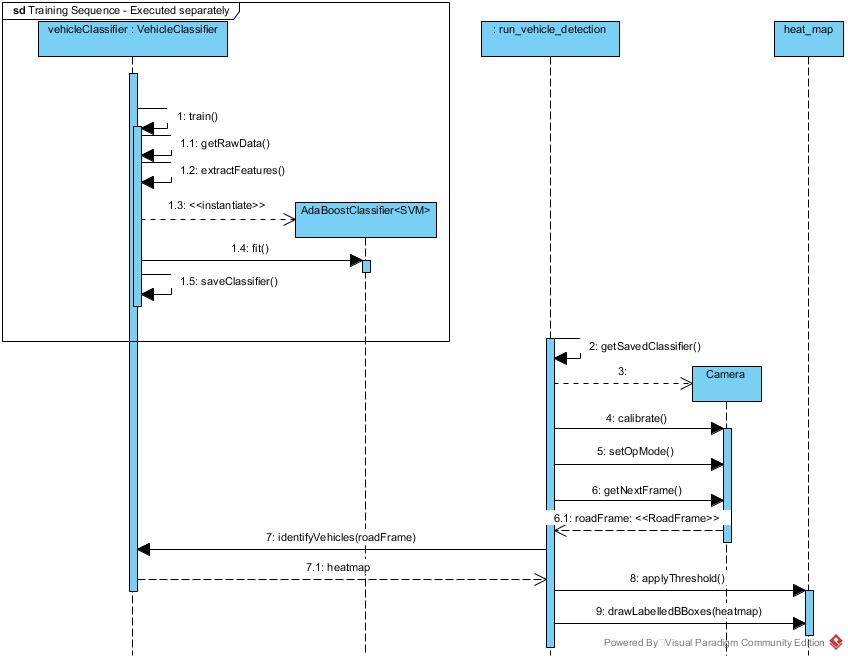 sd Training Sequence - Executed separately
vehicleClassifier : VehicleClassifier
: run_vehicle_detection
heat_map
1: train()
1.1: getRawData()
1.2: extractFeatures()
1.3: <<instantiate>>
AdaBoostClassifier<SVM>
1.4: fit()
1.5: saveClassifier()
2: getSavedClassifier()
3:
Camera
4: calibrate()
5: setOpMode()
6: getNextFrame()
6.1: roadFrame: <<RoadFrame>>
7: identifyVehicles(roadFrame)
7.1: heatmap
8: applyThreshold()
9: drawLabelledBBoxes(heatmap)
Powered By Visual Paradigm Community Edition